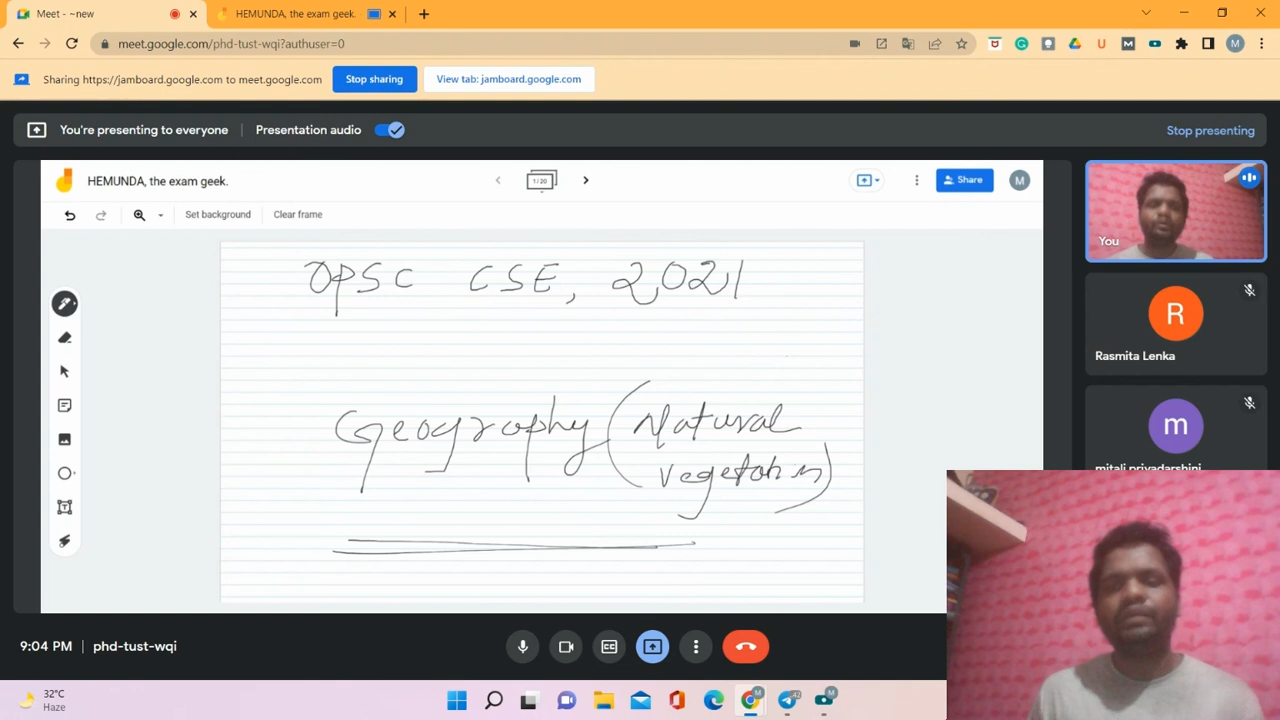 Meet - ~new
HEMUNDA, the exam geek.
meet.google.com/phd-tust-wqi?authuser=0
M
Sharing https://jamboard.google.com to meet.google.com
Stop sharing
View tab: jamboard.google.com
You're presenting to everyone
Presentation audio
Stop presenting
HEMUNDA, the exam geek.
1/20
Share
M
Set background
Clear frame
OPSC CSE, 2021
Geography (Natural
vegetation)
You
R
Rasmita Lenka
m
mitali priyadarshini
9:04 PM
phd-tust-wqi
32°C
Haze